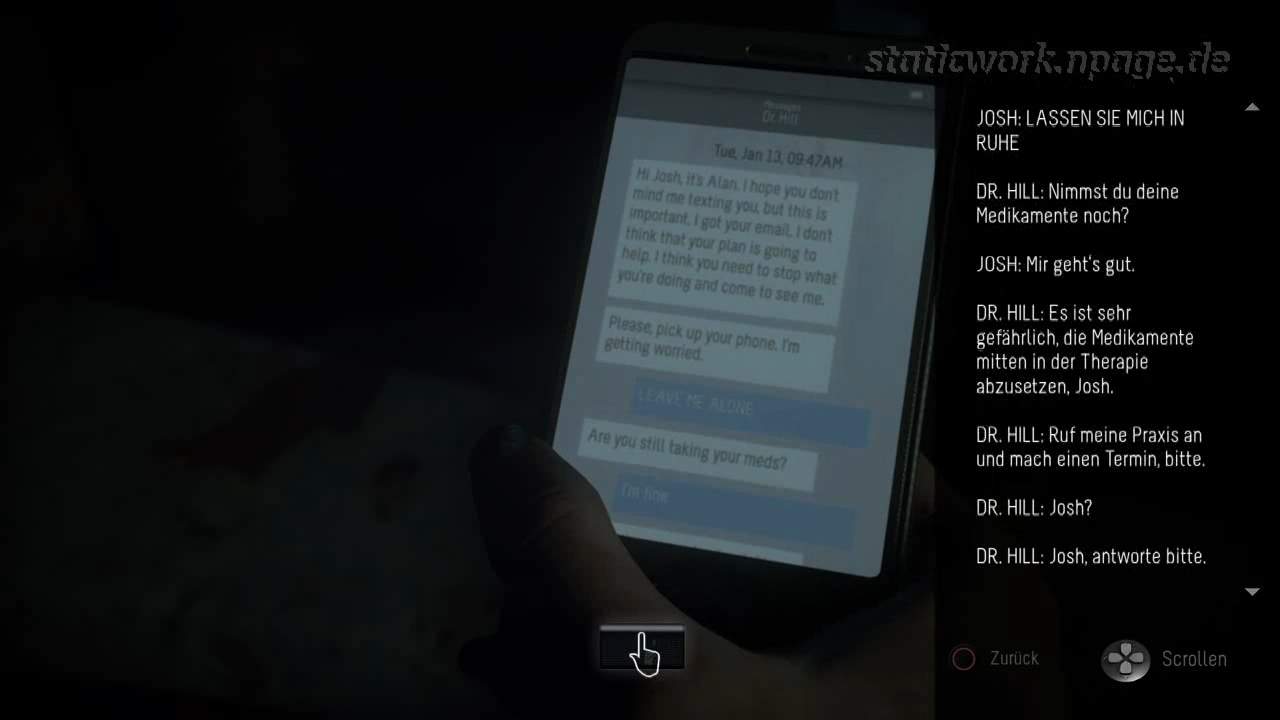 staticwork.npage.de
Messages
Dr. Hill
Tue, Jan 13, 09:47AM
Hi Josh, it's Alan. I hope you don't
mind me texting you, but this is
important. I got your email. I don't
think that your plan is going to
help. I think you need to stop what
you're doing and come to see me.
Please, pick up your phone. I'm
getting worried.
LEAVE ME ALONE
Are you still taking your meds?
I'm fine
JOSH: LASSEN SIE MICH IN
RUHE
DR. HILL: Nimmst du deine
Medikamente noch?
JOSH: Mir geht's gut.
DR. HILL: Es ist sehr
gefährlich, die Medikamente
mitten in der Therapie
abzusetzen, Josh.
DR. HILL: Ruf meine Praxis an
und mach einen Termin, bitte.
DR. HILL: Josh?
DR. HILL: Josh, antworte bitte.
Zurück
Scrollen